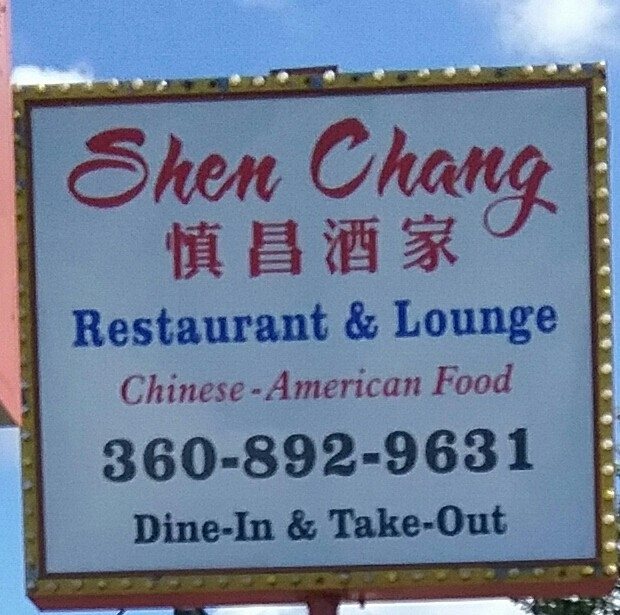 Shen Chang
慎昌酒家
Restaurant & Lounge
Chinese-American Food
360-892-9631
Dine-In & Take-Out